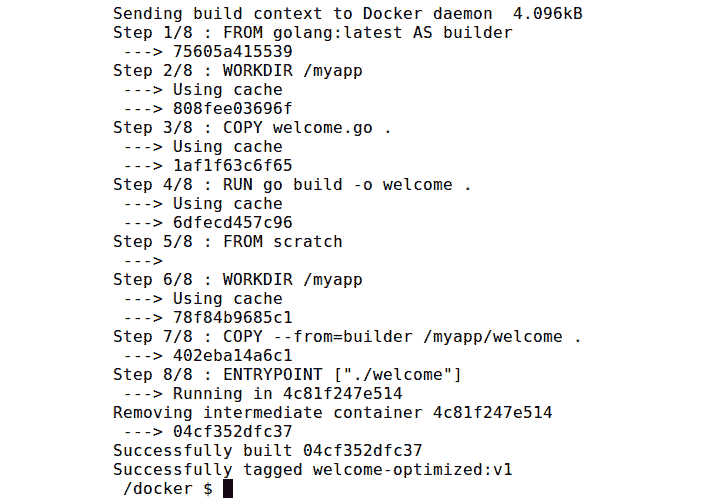 Sending build context to Docker daemon  4.096kB
Step 1/8 : FROM golang:latest AS builder
 ---> 75605a415539
Step 2/8 : WORKDIR /myapp
 ---> Using cache
 ---> 808fee03696f
Step 3/8 : COPY welcome.go .
 ---> Using cache
 ---> 1af1f63c6f65
Step 4/8 : RUN go build -o welcome .
 ---> Using cache
 ---> 6dfecd457c96
Step 5/8 : FROM scratch
 --->
Step 6/8 : WORKDIR /myapp
 ---> Using cache
 ---> 78f84b9685c1
Step 7/8 : COPY --from=builder /myapp/welcome .
 ---> 402eba14a6c1
Step 8/8 : ENTRYPOINT ["./welcome"]
 ---> Running in 4c81f247e514
Removing intermediate container 4c81f247e514
 ---> 04cf352dfc37
Successfully built 04cf352dfc37
Successfully tagged welcome-optimized:v1
 /docker $